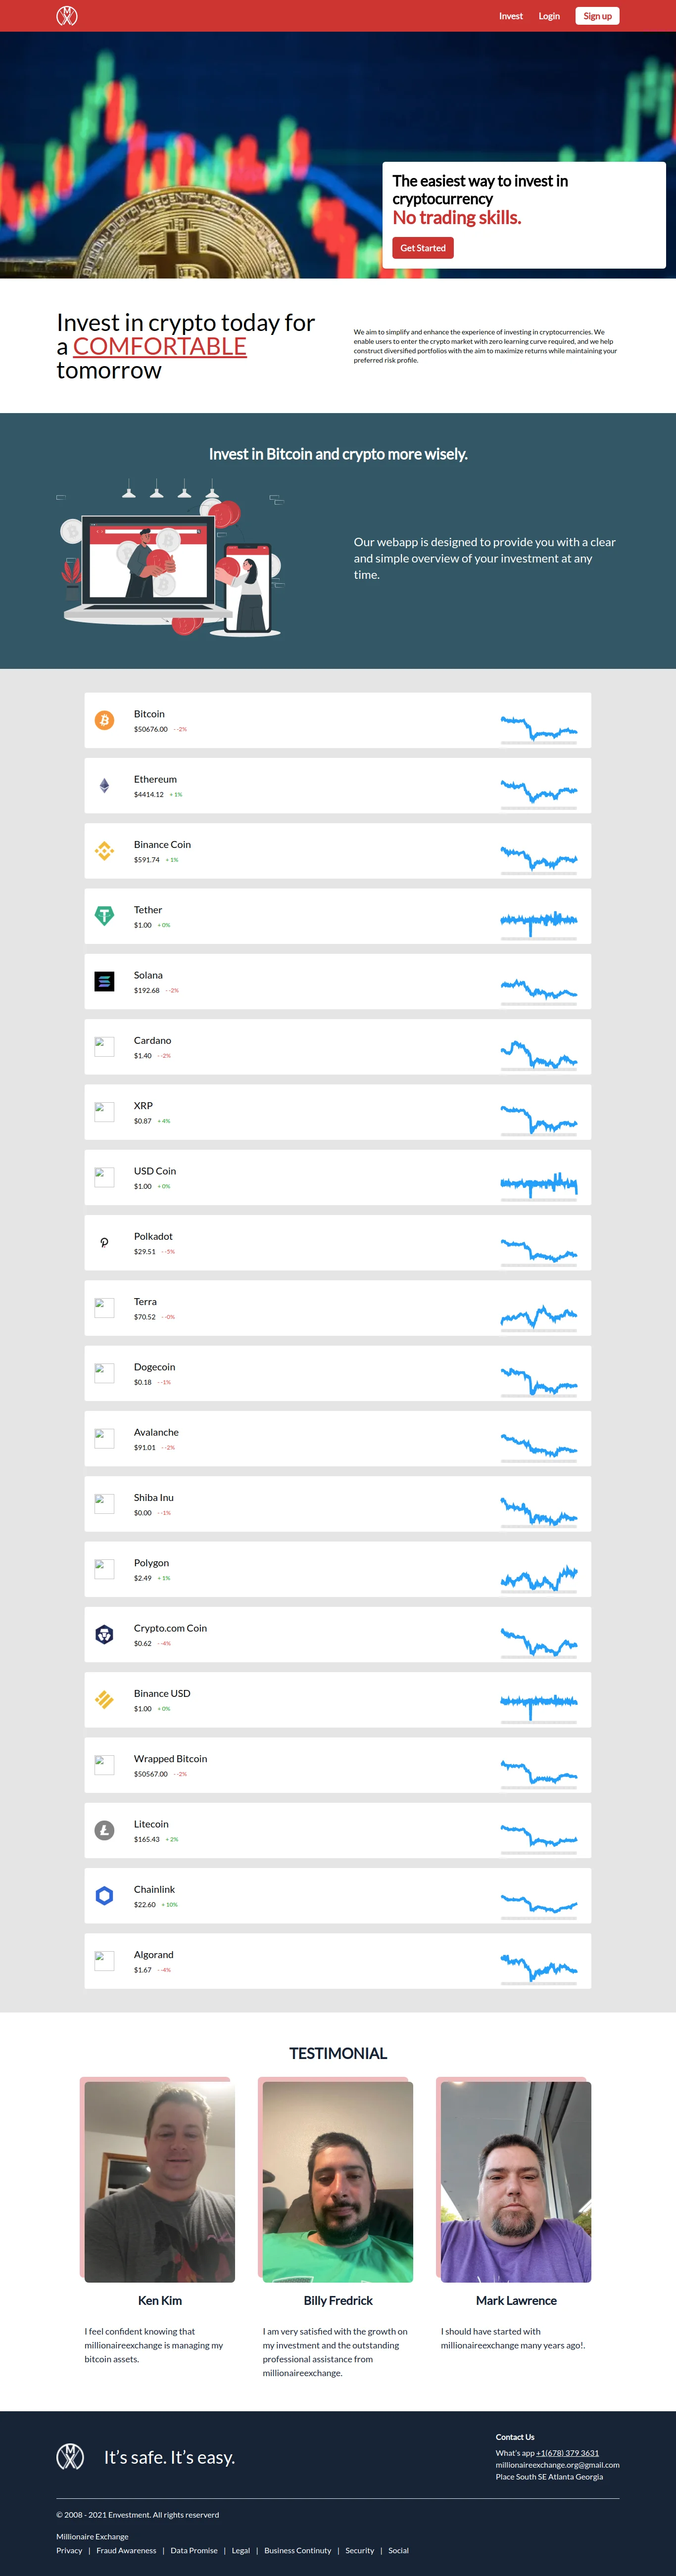 Invest
Login
Sign up
The easiest way to invest in
cryptocurrency
No trading skills.
Get Started
Invest in crypto today for
a COMFORTABLE
tomorrow
We aim to simplify and enhance the experience of investing in cryptocurrencies. We
enable users to enter the crypto market with zero learning curve required, and we help
construct diversified portfolios with the aim to maximize returns while maintaining your
preferred risk profile.
Invest in Bitcoin and crypto more wisely.
Our webapp is designed to provide you with a clear
and simple overview of your investment at any
time.
Bitcoin
$50676.00 - -2%
Ethereum
$4414.12 + 1%
Binance Coin
$591.74 + 1%
Tether
$1.00 + 0%
Solana
$192.68 - -2%
Cardano
$1.40 - -2%
XRP
$0.87 + 4%
USD Coin
$1.00 + 0%
Polkadot
$29.51 - -5%
Terra
$70.52 - -0%
Dogecoin
$0.18 - -1%
Avalanche
$91.01 - -2%
Shiba Inu
$0.00 - -1%
Polygon
$2.49 + 1%
Crypto.com Coin
$0.62 - -4%
Binance USD
$1.00 + 0%
Wrapped Bitcoin
$50567.00 - -2%
Litecoin
$165.43 + 2%
Chainlink
$22.60 + 10%
Algorand
$1.67 - -4%
TESTIMONIAL
Ken Kim
I feel confident knowing that
millionaireexchange is managing my
bitcoin assets.
Billy Fredrick
I am very satisfied with the growth on
my investment and the outstanding
professional assistance from
millionaireexchange.
Mark Lawrence
I should have started with
millionaireexchange many years ago!.
It's safe. It's easy.
Contact Us
What's app +1(678) 379 3631
millionaireexchange.org@gmail.com
Place South SE Atlanta Georgia
© 2008 - 2021 Envestment. All rights reserverd
Millionaire Exchange
Privacy | Fraud Awareness | Data Promise | Legal | Business Continuty | Security | Social